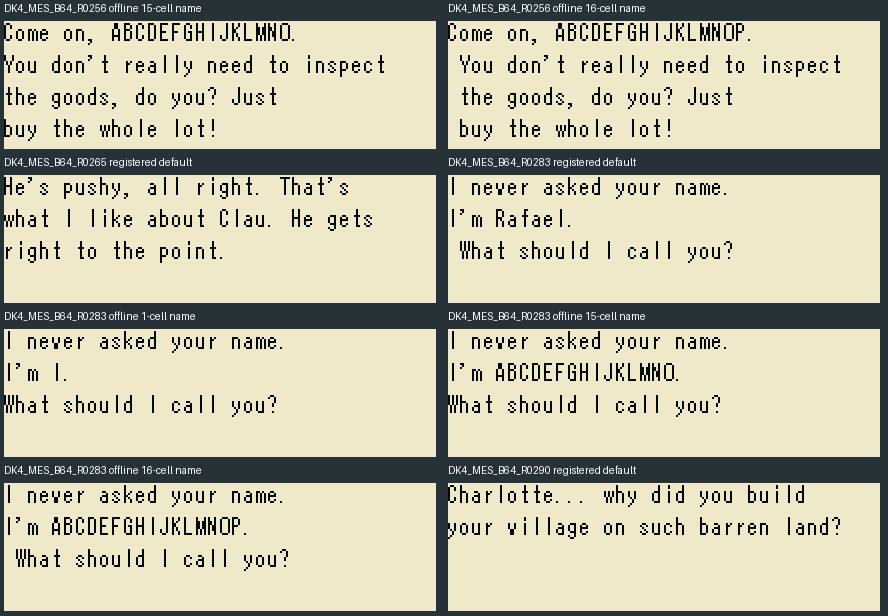 DK4_MES_B64_R0256 offline 15-cell name
Come on, ABCDEFGHIJKLMNO.
You don't really need to inspect
the goods, do you? Just
buy the whole lot!
DK4_MES_B64_R0256 offline 16-cell name
Come on, ABCDEFGHIJKLMNOP.
You don't really need to inspect
the goods, do you? Just
buy the whole lot!
DK4_MES_B64_R0265 registered default
He's pushy, all right. That's
what I like about Clau. He gets
right to the point.
DK4_MES_B64_R0283 registered default
I never asked your name.
I'm Rafael.
What should I call you?
DK4_MES_B64_R0283 offline 1-cell name
I never asked your name.
I'm I.
What should I call you?
DK4_MES_B64_R0283 offline 15-cell name
I never asked your name.
I'm ABCDEFGHIJKLMNO.
What should I call you?
DK4_MES_B64_R0283 offline 16-cell name
I never asked your name.
I'm ABCDEFGHIJKLMNOP.
What should I call you?
DK4_MES_B64_R0290 registered default
Charlotte... why did you build
your village on such barren land?